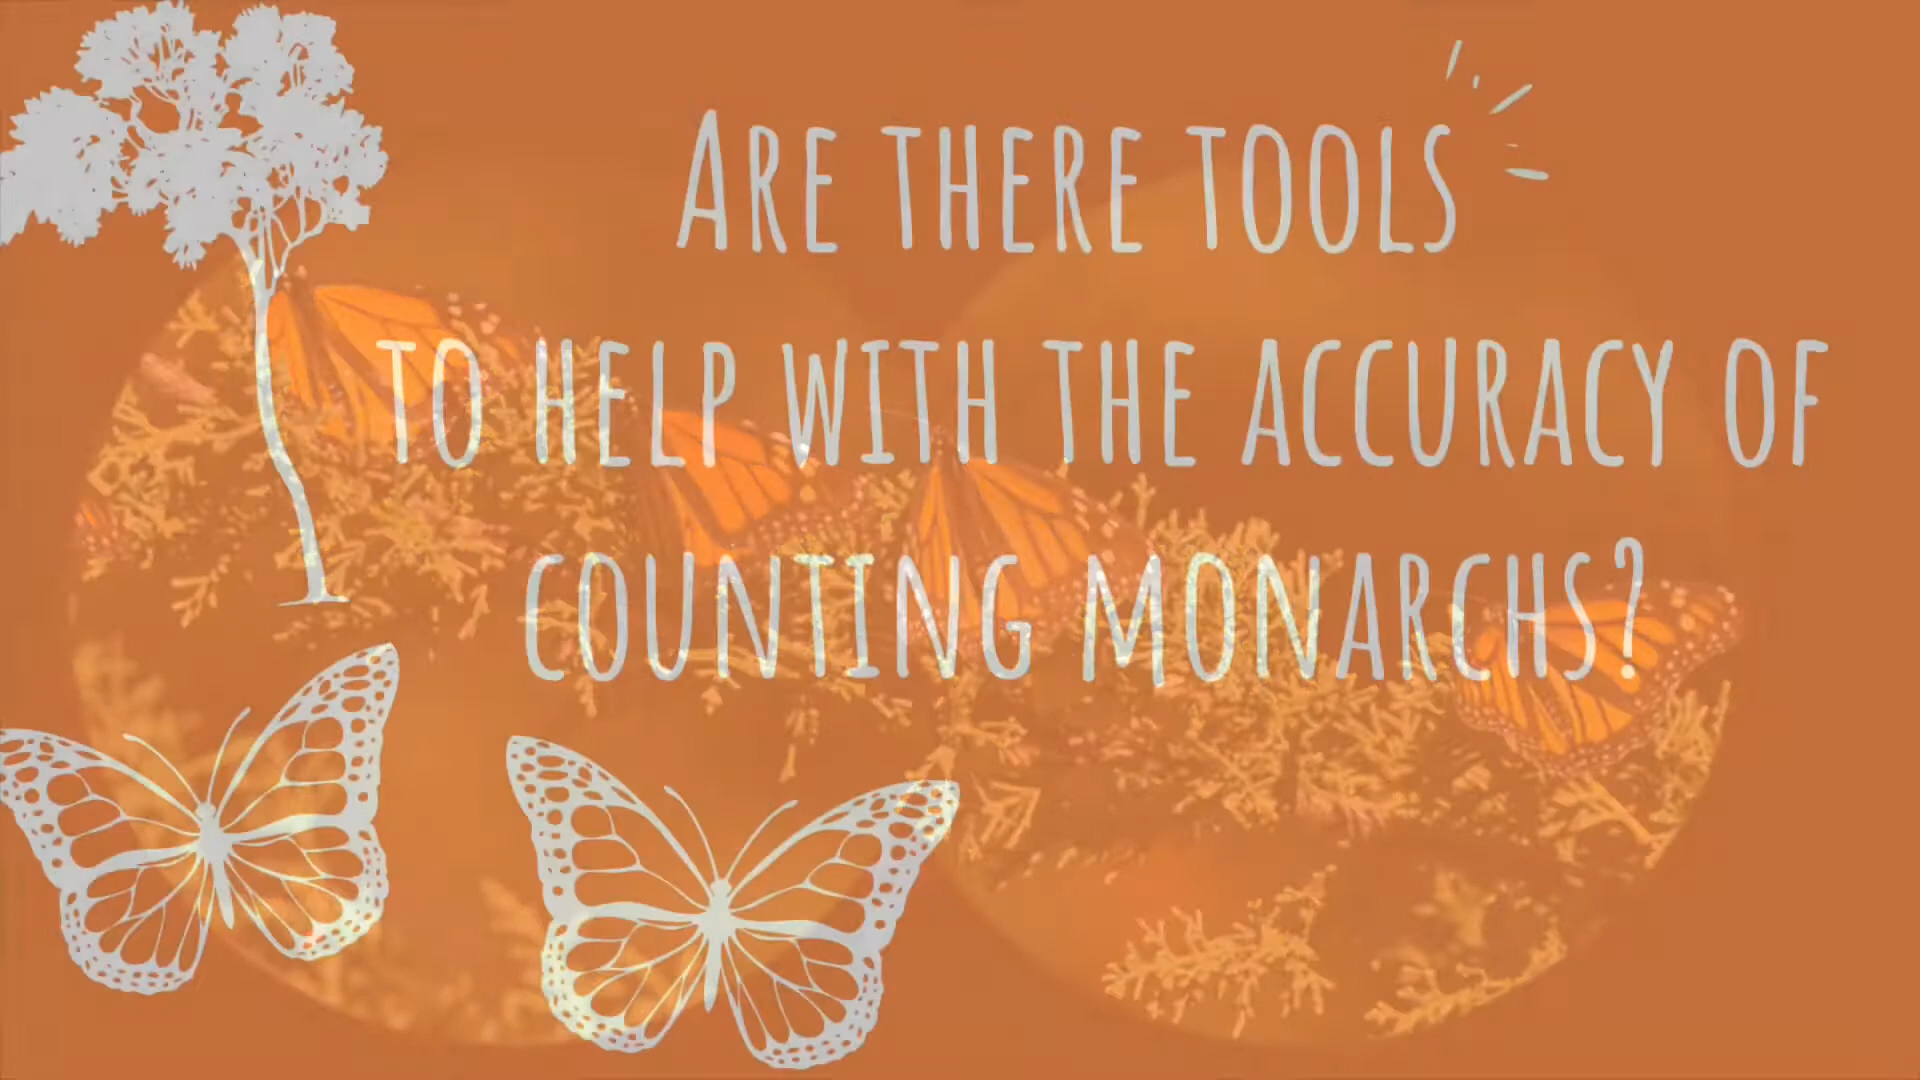 Are there tools
to help with the accuracy of
counting monarchs?